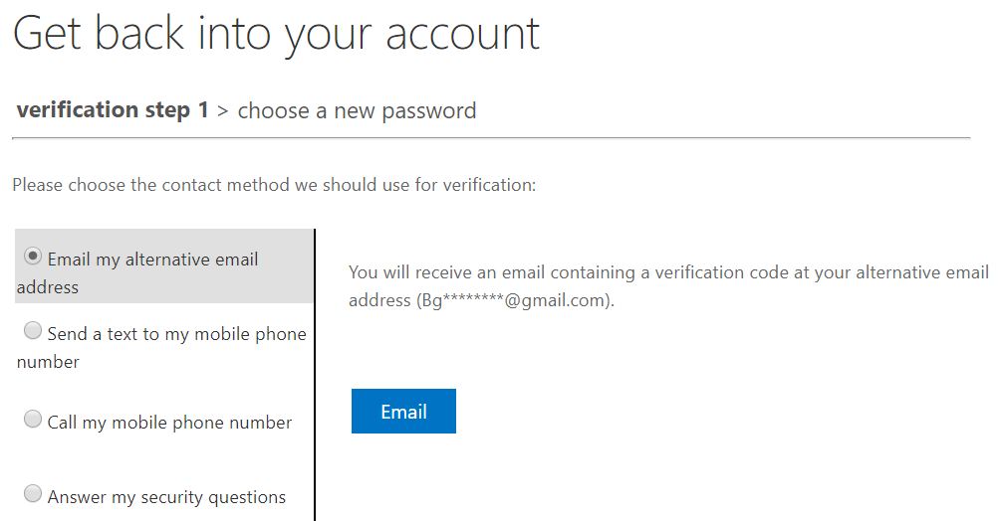 Get back into your account
verification step 1 > choose a new password
Please choose the contact method we should use for verification:
Email my alternative email
address
Send a text to my mobile phone
number
Call my mobile phone number
Answer my security questions
You will receive an email containing a verification code at your alternative email
address (Bg********@gmail.com).
Email